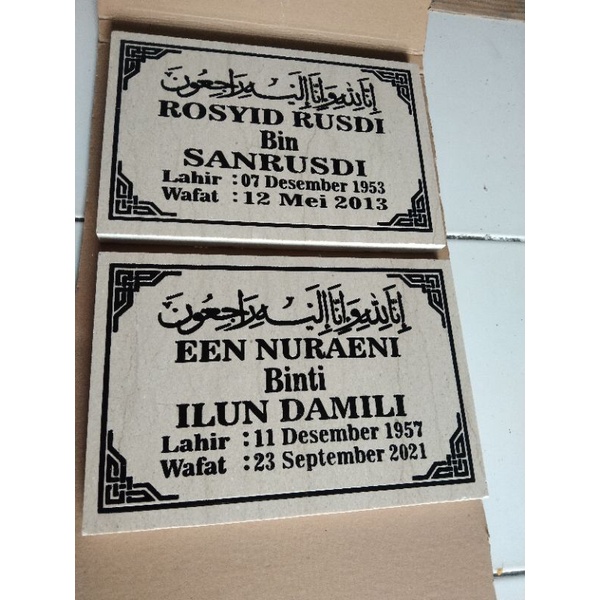 إنا لله وإنا إليه راجعون
ROSYID RUSDI
Bin
SANRUSDI
Lahir : 07 Desember 1953
Wafat : 12 Mei 2013
إنا لله وإنا إليه راجعون
EEN NURAENI
Binti
ILUN DAMILI
Lahir : 11 Desember 1957
Wafat : 23 September 2021